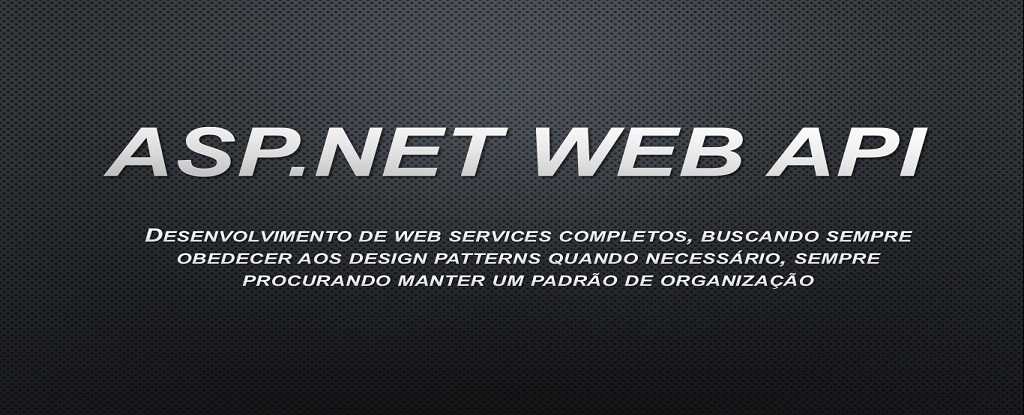 ASP.NET WEB API
DESENVOLVIMENTO DE WEB SERVICES COMPLETOS, BUSCANDO SEMPRE
OBEDECER AOS DESIGN PATTERNS QUANDO NECESSÁRIO, SEMPRE
PROCURANDO MANTER UM PADRÃO DE ORGANIZAÇÃO